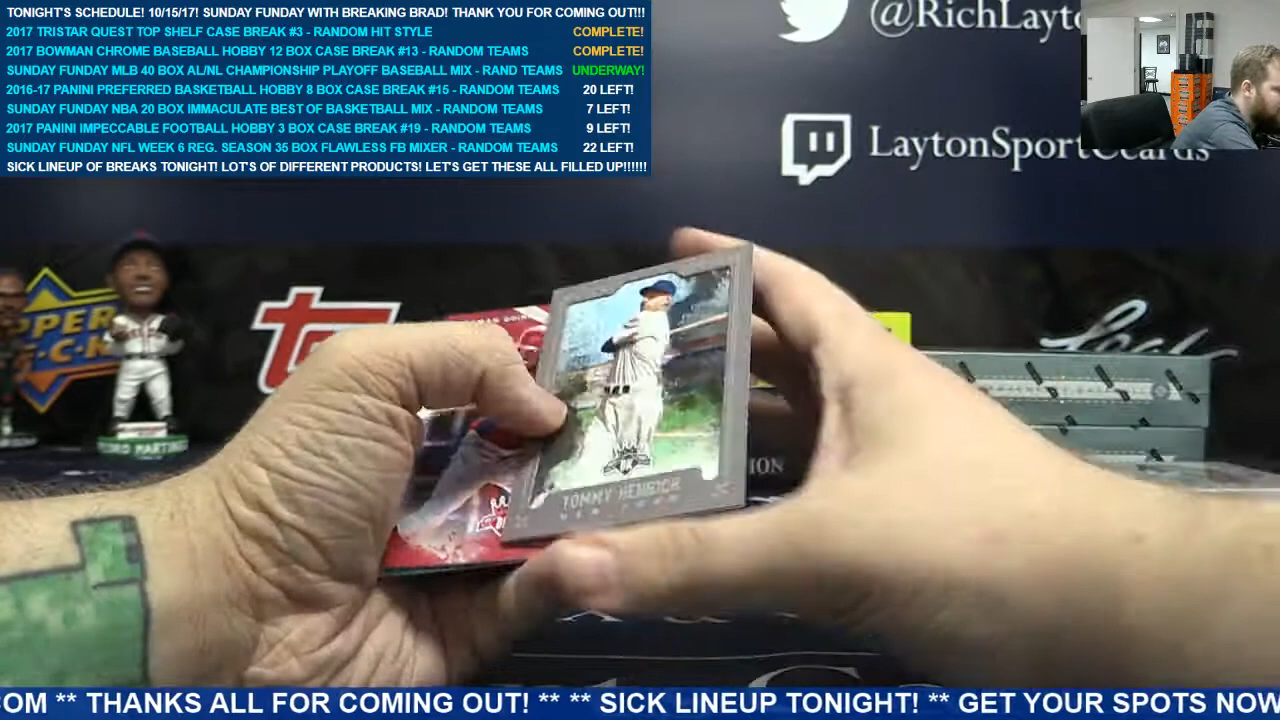 TONIGHT'S SCHEDULE! 10/15/17! SUNDAY FUNDAY WITH BREAKING BRAD! THANK YOU FOR COMING OUT!!!
2017 TRISTAR QUEST TOP SHELF CASE BREAK #3 - RANDOM HIT STYLE COMPLETE!
2017 BOWMAN CHROME BASEBALL HOBBY 12 BOX CASE BREAK #13 - RANDOM TEAMS COMPLETE!
SUNDAY FUNDAY MLB 40 BOX AL/NL CHAMPIONSHIP PLAYOFF BASEBALL MIX - RAND TEAMS UNDERWAY!
2016-17 PANINI PREFERRED BASKETBALL HOBBY 8 BOX CASE BREAK #15 - RANDOM TEAMS 20 LEFT!
SUNDAY FUNDAY NBA 20 BOX IMMACULATE BEST OF BASKETBALL MIX - RANDOM TEAMS 7 LEFT!
2017 PANINI IMPECCABLE FOOTBALL HOBBY 3 BOX CASE BREAK #19 - RANDOM TEAMS 9 LEFT!
SUNDAY FUNDAY NFL WEEK 6 REG. SEASON 35 BOX FLAWLESS FB MIXER - RANDOM TEAMS 22 LEFT!
SICK LINEUP OF BREAKS TONIGHT! LOT'S OF DIFFERENT PRODUCTS! LET'S GET THESE ALL FILLED UP!!!!!!
@RichLayto
LaytonSportCcards
PPER
ION
TOMMY HENRICH
COM ** THANKS ALL FOR COMING OUT! ** ** SICK LINEUP TONIGHT! ** GET YOUR SPOTS NOW